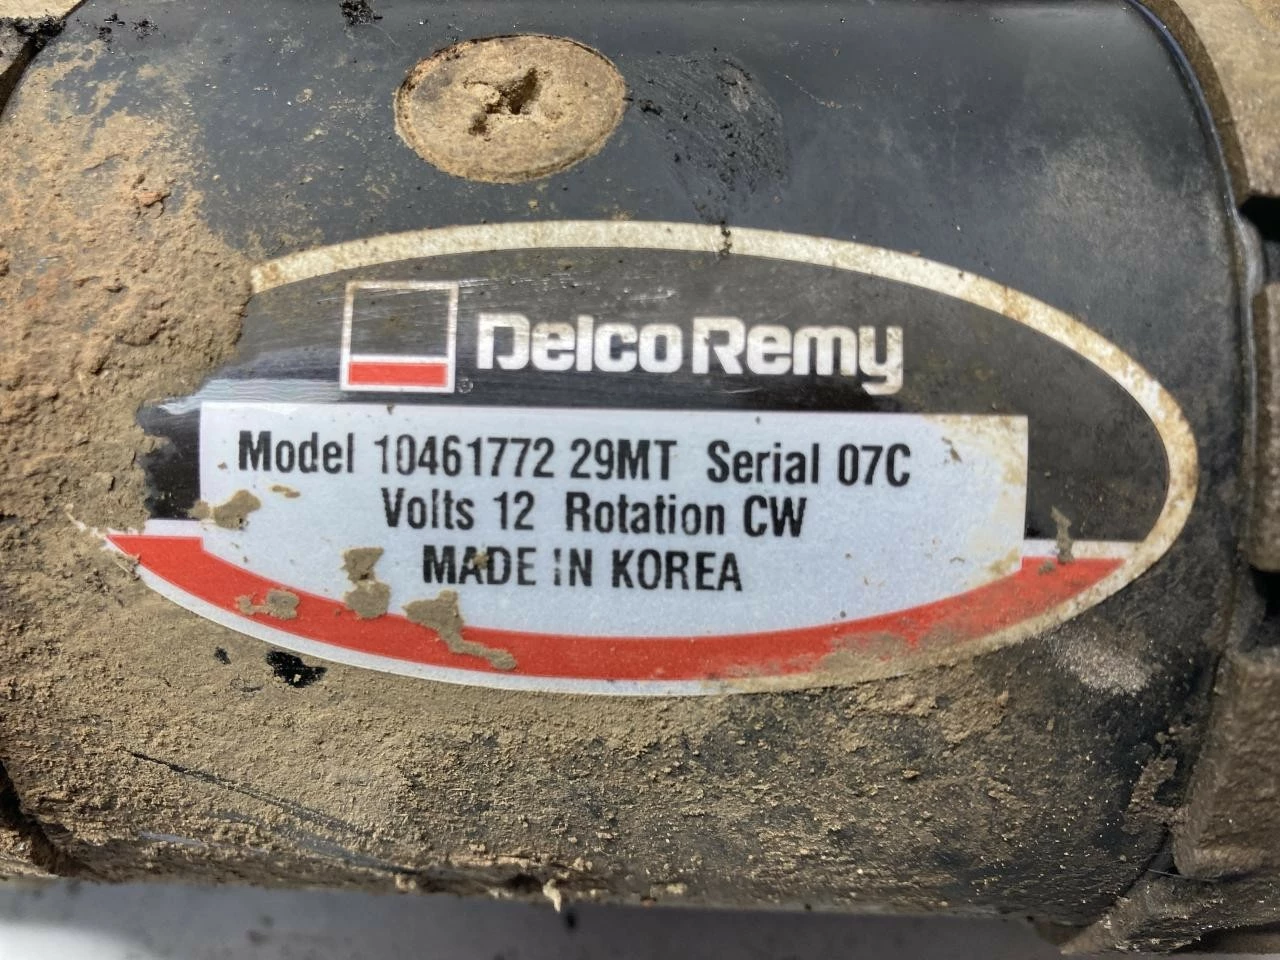 Delco Remy
Model 10461772 29MT Serial 07C
Volts 12 Rotation CW
MADE IN KOREA